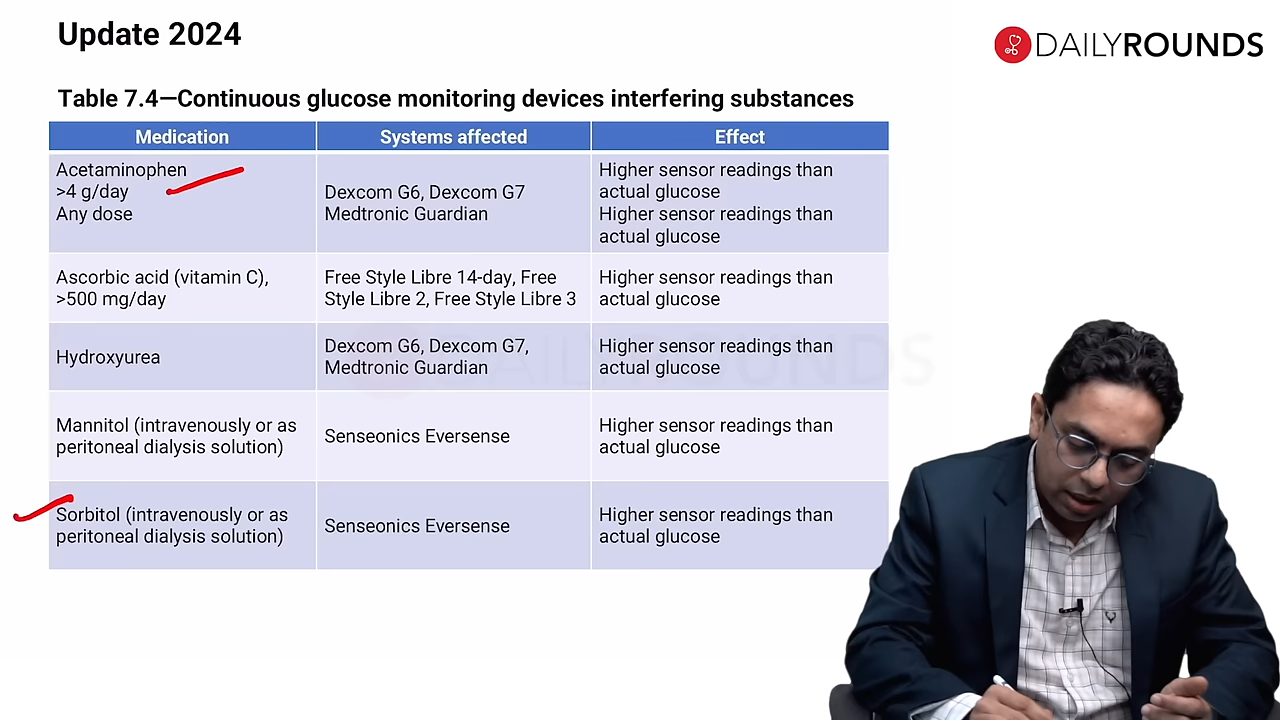 Update 2024
DAILYROUNDS
Table 7.4—Continuous glucose monitoring devices interfering substances
Medication
Systems affected
Effect
Acetaminophen
>4 g/day
Any dose
Dexcom G6, Dexcom G7
Medtronic Guardian
Higher sensor readings than
actual glucose
Higher sensor readings than
actual glucose
Ascorbic acid (vitamin C),
>500 mg/day
Free Style Libre 14-day, Free
Style Libre 2, Free Style Libre 3
Higher sensor readings than
actual glucose
Hydroxyurea
Dexcom G6, Dexcom G7,
Medtronic Guardian
Higher sensor readings than
actual glucose
Mannitol (intravenously or as
peritoneal dialysis solution)
Senseonics Eversense
Higher sensor readings than
actual glucose
Sorbitol (intravenously or as
peritoneal dialysis solution)
Senseonics Eversense
Higher sensor readings than
actual glucose
DAILYROUNDS